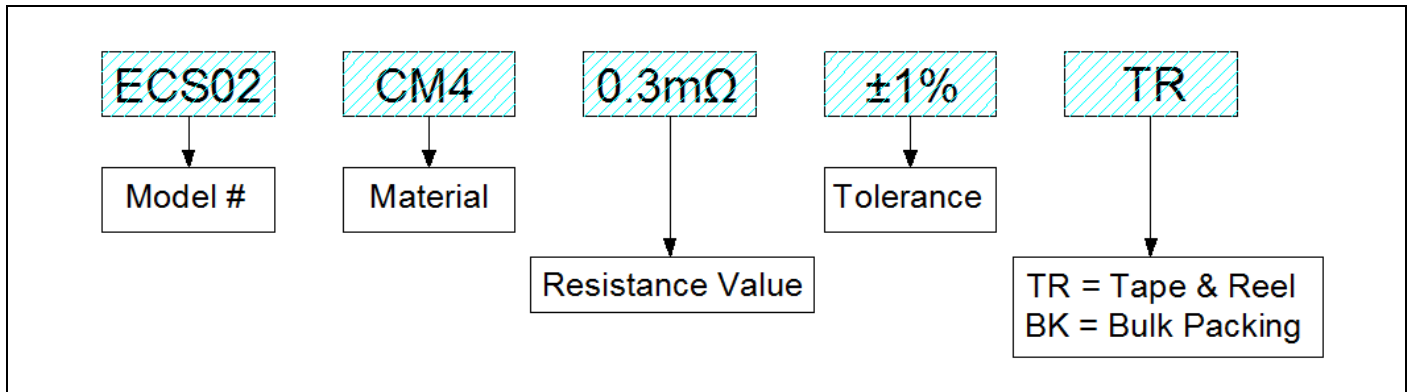 ECS02 CM4 0.3mΩ ±1% TR
Model # Material Tolerance
Resistance Value
TR = Tape & Reel
BK = Bulk Packing